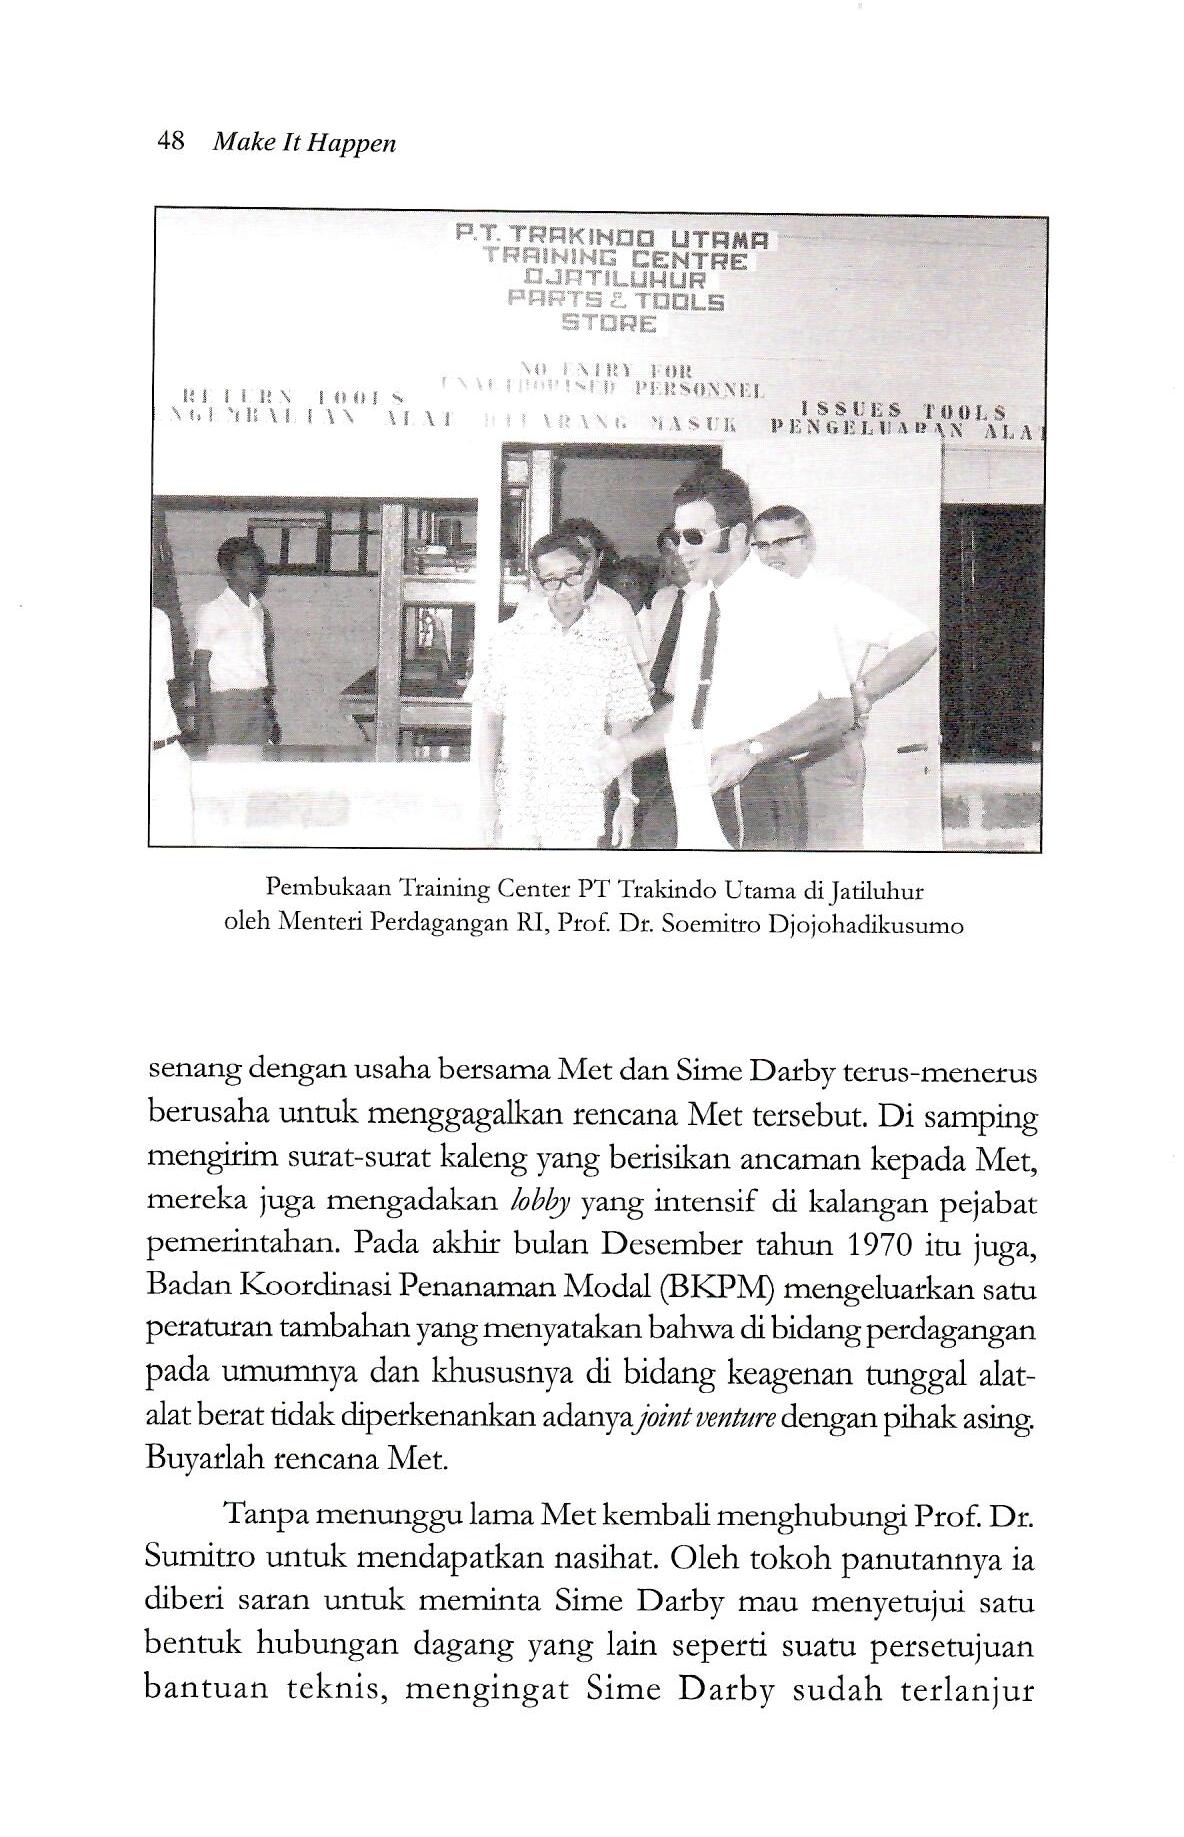 48 Make It Happen
P.T. TRAKINDO UTAMA
TRAINING CENTRE
DJATILUHUR
PARTS & TOOLS
STORE
NO ENTRY FOR
UNAUTHORISED PERSONNEL
DILARANG MASUK
RETURN TOOLS
ALAT
ISSUES TOOLS
PENGELUARAN ALAT
Pembukaan Training Center PT Trakindo Utama di Jatiluhur
oleh Menteri Perdagangan RI, Prof. Dr. Soemitro Djojohadikusumo
senang dengan usaha bersama Met dan Sime Darby terus-menerus
berusaha untuk menggagalkan rencana Met tersebut. Di samping
mengirim surat-surat kaleng yang berisikan ancaman kepada Met,
mereka juga mengadakan lobby yang intensif di kalangan pejabat
pemerintahan. Pada akhir bulan Desember tahun 1970 itu juga,
Badan Koordinasi Penanaman Modal (BKPM) mengeluarkan satu
peraturan tambahan yang menyatakan bahwa di bidang perdagangan
pada umumnya dan khususnya di bidang keagenan tunggal alat-
alat berat tidak diperkenankan adanya joint venture dengan pihak asing.
Buyarlah rencana Met.
Tanpa menunggu lama Met kembali menghubungi Prof. Dr.
Sumitro untuk mendapatkan nasihat. Oleh tokoh panutannya ia
diberi saran untuk meminta Sime Darby mau menyetujui satu
bentuk hubungan dagang yang lain seperti suatu persetujuan
bantuan teknis, mengingat Sime Darby sudah terlanjur